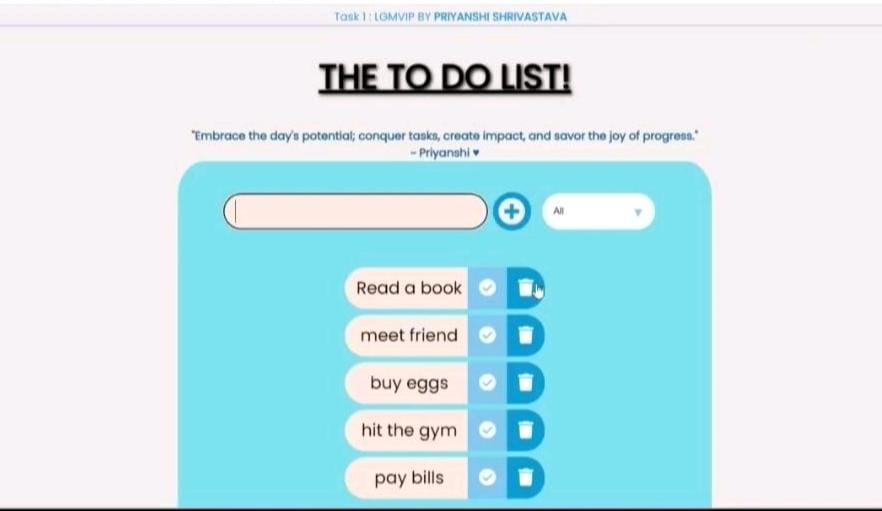 Task 1 : LGMVIP BY PRIYANSHI SHRIVASTAVA
THE TO DO LIST!
"Embrace the day's potential; conquer tasks, create impact, and savor the joy of progress."
- Priyanshi ♥
All
Read a book
meet friend
buy eggs
hit the gym
pay bills